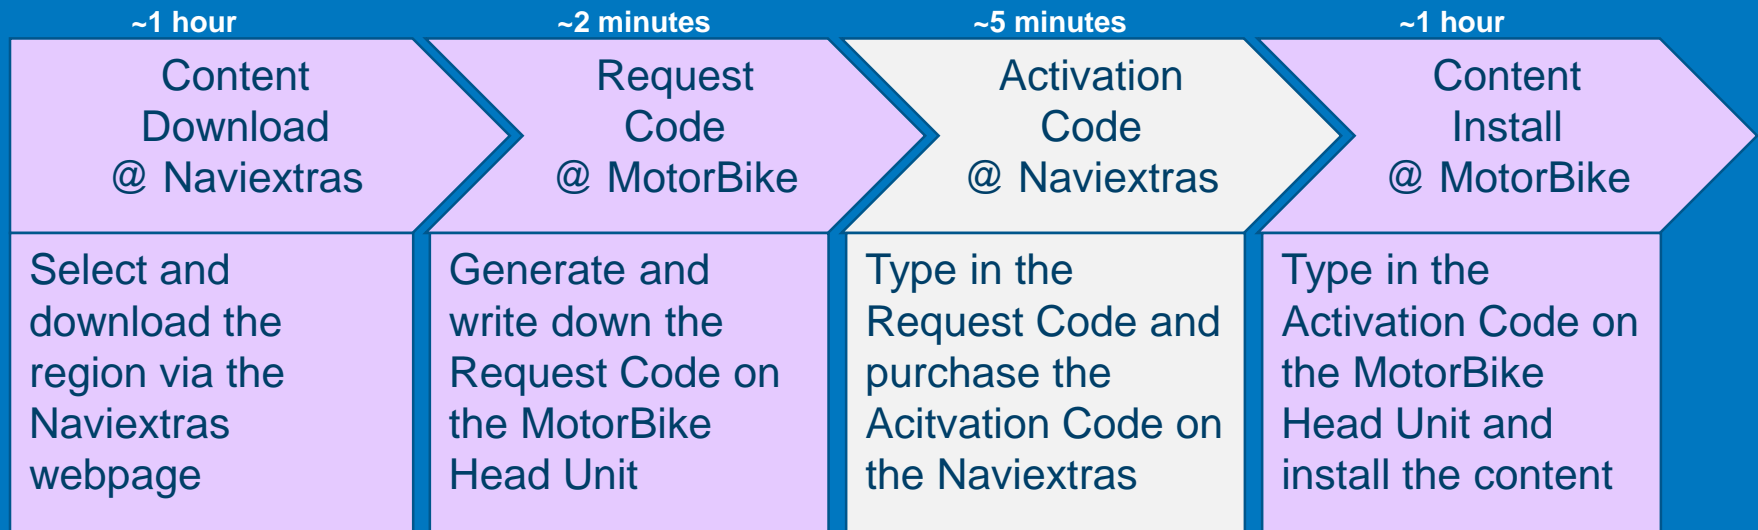 ~1 hour
Content
Download
@ Naviextras
Select and
download the
region via the
Naviextras
webpage
~2 minutes
Request
Code
@ MotorBike
Generate and
write down the
Request Code on
the MotorBike
Head Unit
~5 minutes
Activation
Code
@ Naviextras
Type in the
Request Code and
purchase the
Acitvation Code on
the Naviextras
~1 hour
Content
Install
@ MotorBike
Type in the
Activation Code on
the MotorBike
Head Unit and
install the content